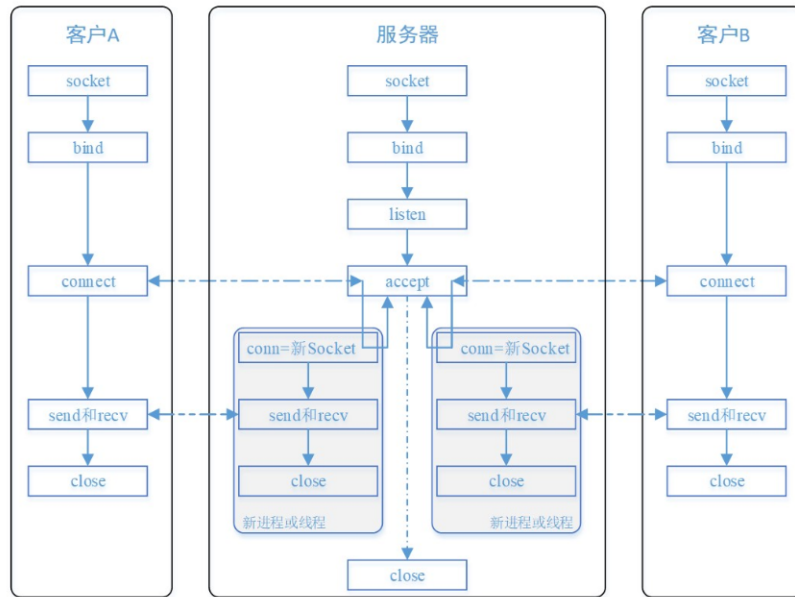 客户A
服务器
客户B
socket
socket
socket
bind
bind
bind
listen
connect
accept
connect
conn=新Socket
conn=新Socket
send和recv
send和recv
send和recv
send和recv
close
close
close
close
新进程或线程
新进程或线程
close